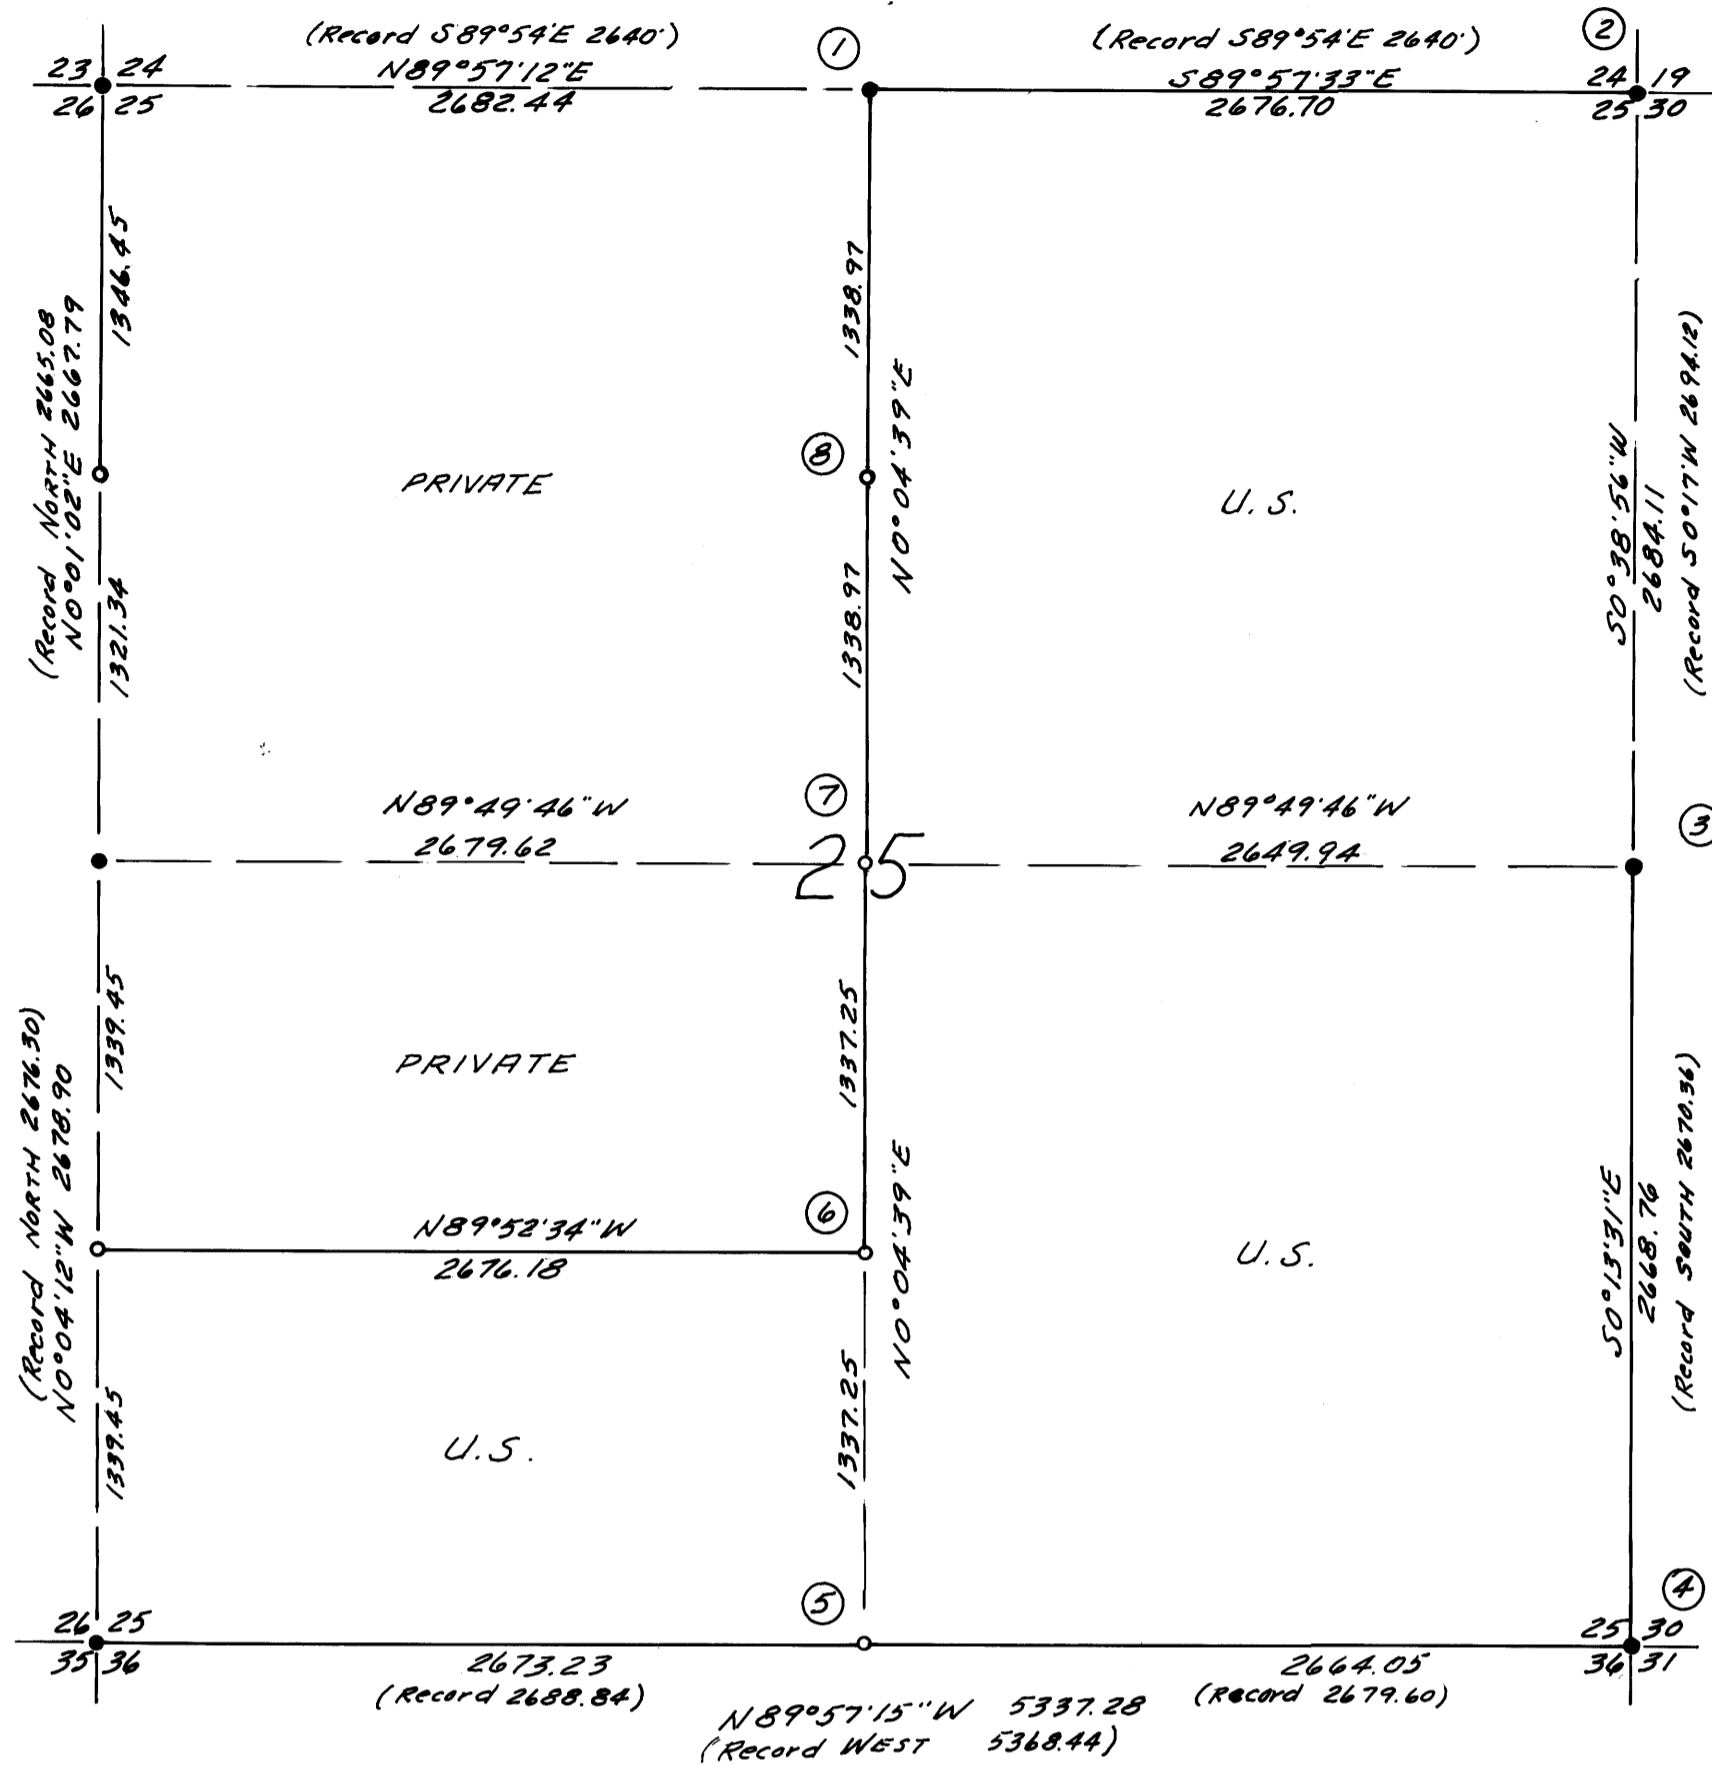 (Record S89°54'E 2640')
N89°57'12"E
2682.44
1
(Record S89°54'E 2640')
S89°57'33"E
2676.70
2
23 24
26 25
24 19
25 30
1346.45
(Record NORTH 2665.08
N0°01'02"E 2667.79
1321.34
1338.97
N0°04'39"E
8
1338.97
PRIVATE
U.S.
S0°38'56"W
2684.11
(Record S0°17'W 2694.12)
N89°49'46"W
2679.62
7
N89°49'46"W
2649.94
3
25
1339.45
(Record NORTH 2676.30)
N0°04'12"W 2678.90
1339.45
PRIVATE
1337.25
N0°04'39"E
6
N89°52'34"W
2676.18
1337.25
U.S.
U.S.
S0°13'31"E
2668.76
(Record SOUTH 2670.36)
5
4
26 25
35 36
25 30
36 31
2673.23
(Record 2688.84)
2664.05
(Record 2679.60)
N89°57'15"W 5337.28
(Record WEST 5368.44)